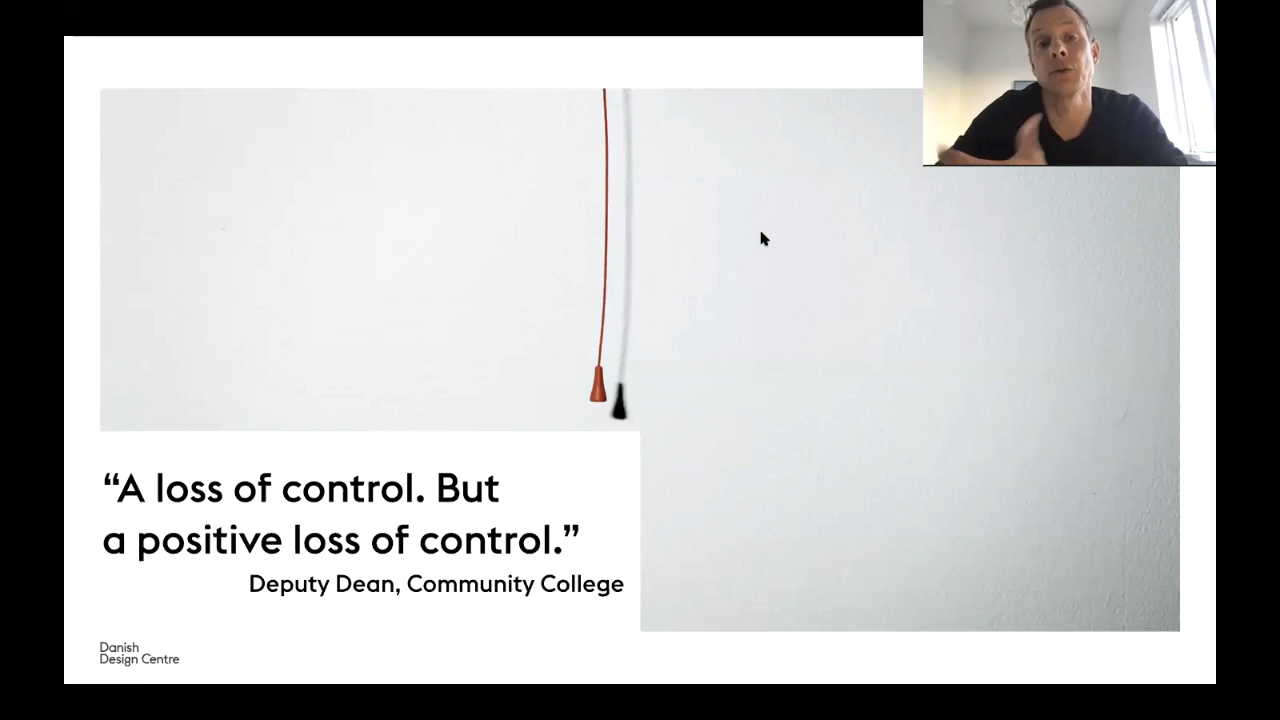 “A loss of control. But
a positive loss of control.”
Deputy Dean, Community College
Danish
Design Centre